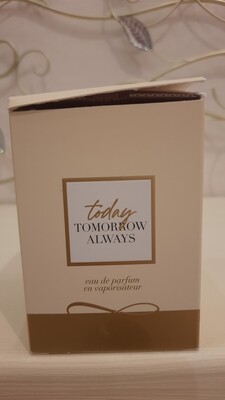 today
TOMORROW
ALWAYS
eau de parfum
en vaporisateur